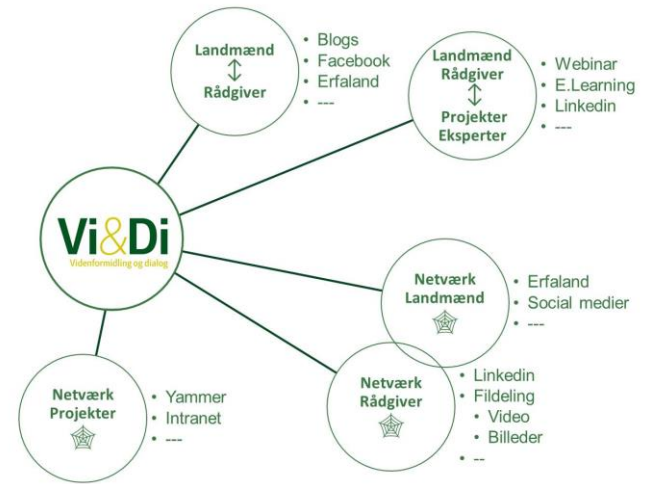 Landmænd
Rådgiver
• Blogs
• Facebook
• Erfaland
• ---
Landmænd
Rådgiver
Projekter
Eksperter
• Webinar
• E.Learning
• Linkedin
• ---
Vi&Di
Videnformidling og dialog
Netværk
Landmænd
• Erfaland
• Social medier
• ---
Netværk
Rådgiver
• Linkedin
• Fildeling
• Video
• Billeder
• --
Netværk
Projekter
• Yammer
• Intranet
• ---